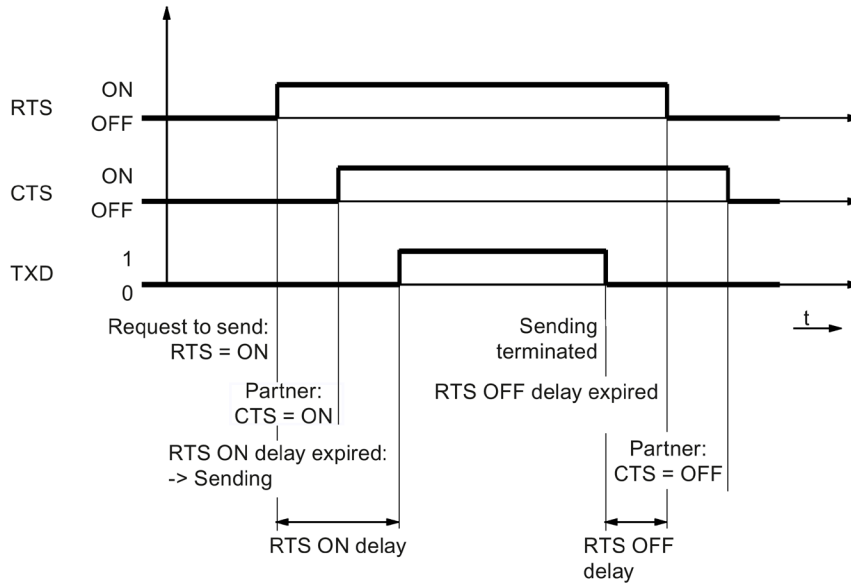 ON
RTS
OFF
ON
CTS
OFF
1
TXD
0
t
Request to send:
RTS = ON
Sending
terminated
Partner:
CTS = ON
RTS OFF delay expired
RTS ON delay expired:
-> Sending
Partner:
CTS = OFF
RTS ON delay
RTS OFF
delay